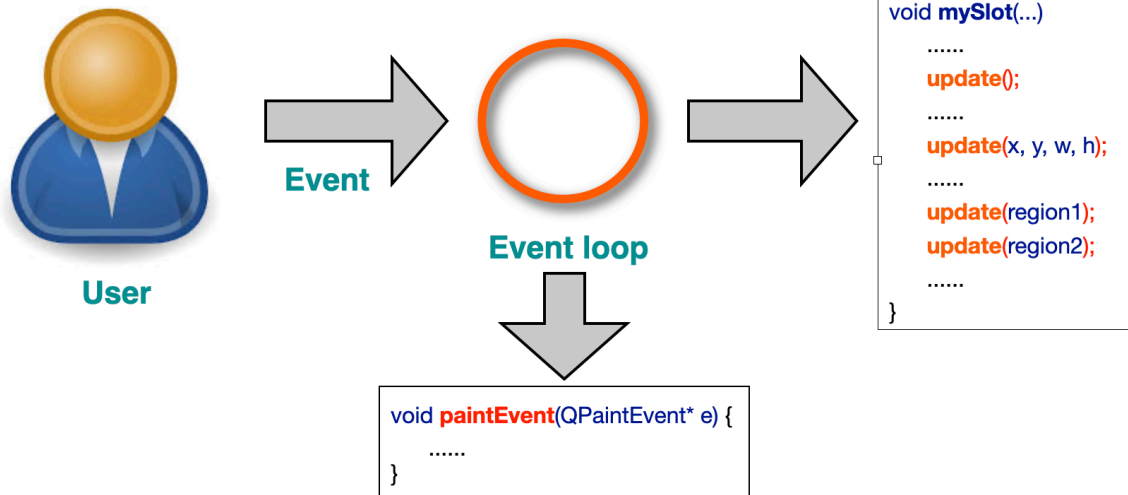 User
Event
Event loop
void mySlot(...)
......
update();
......
update(x, y, w, h);
......
update(region1);
update(region2);
......
}
void paintEvent(QPaintEvent* e) {
......
}